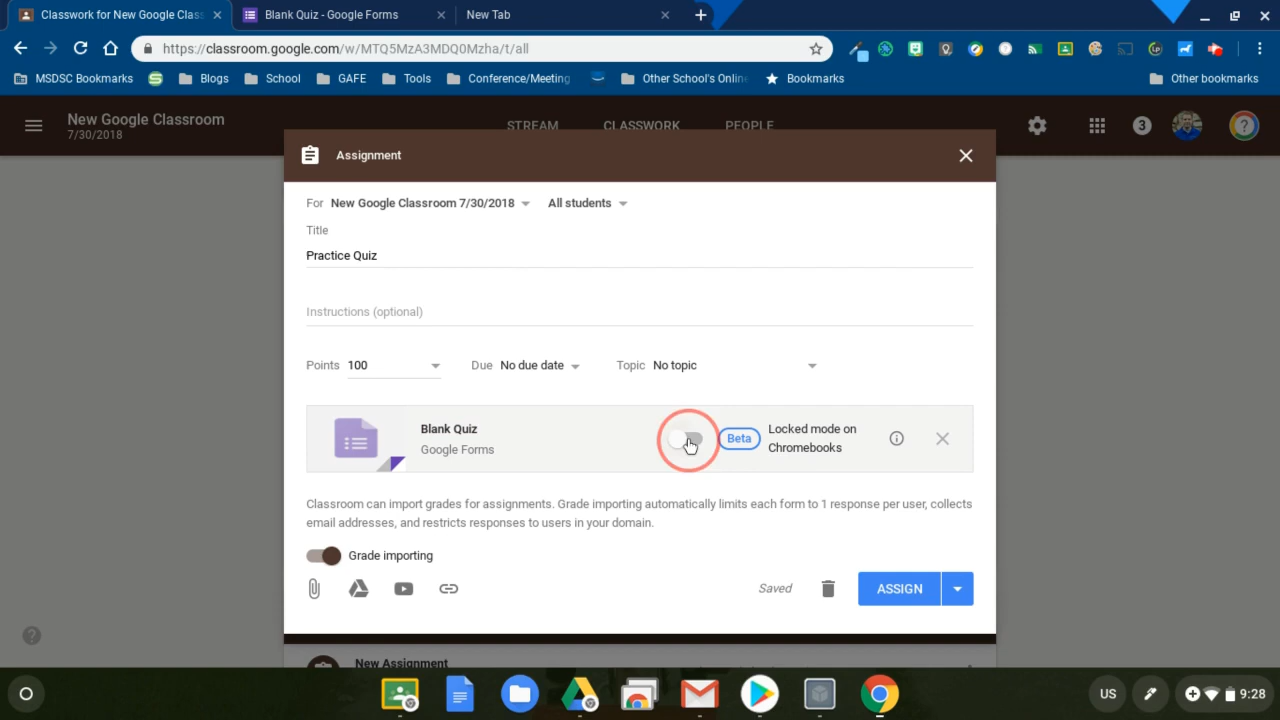 Classwork for New Google Class
Blank Quiz - Google Forms
New Tab
https://classroom.google.com/w/MTQ5MzA3MDQ0Mzha/t/all
MSDSC Bookmarks
Blogs
School
GAFE
Tools
Conference/Meeting
Other School's Online
Bookmarks
Other bookmarks
New Google Classroom
7/30/2018
STREAM
CLASSWORK
PEOPLE
3
Assignment
For New Google Classroom 7/30/2018 All students
Title
Practice Quiz
Instructions (optional)
Points 100 Due No due date Topic No topic
Blank Quiz
Google Forms
Beta
Locked mode on
Chromebooks
Classroom can import grades for assignments. Grade importing automatically limits each form to 1 response per user, collects
email addresses, and restricts responses to users in your domain.
Grade importing
Saved
ASSIGN
New Assignment
US
9:28